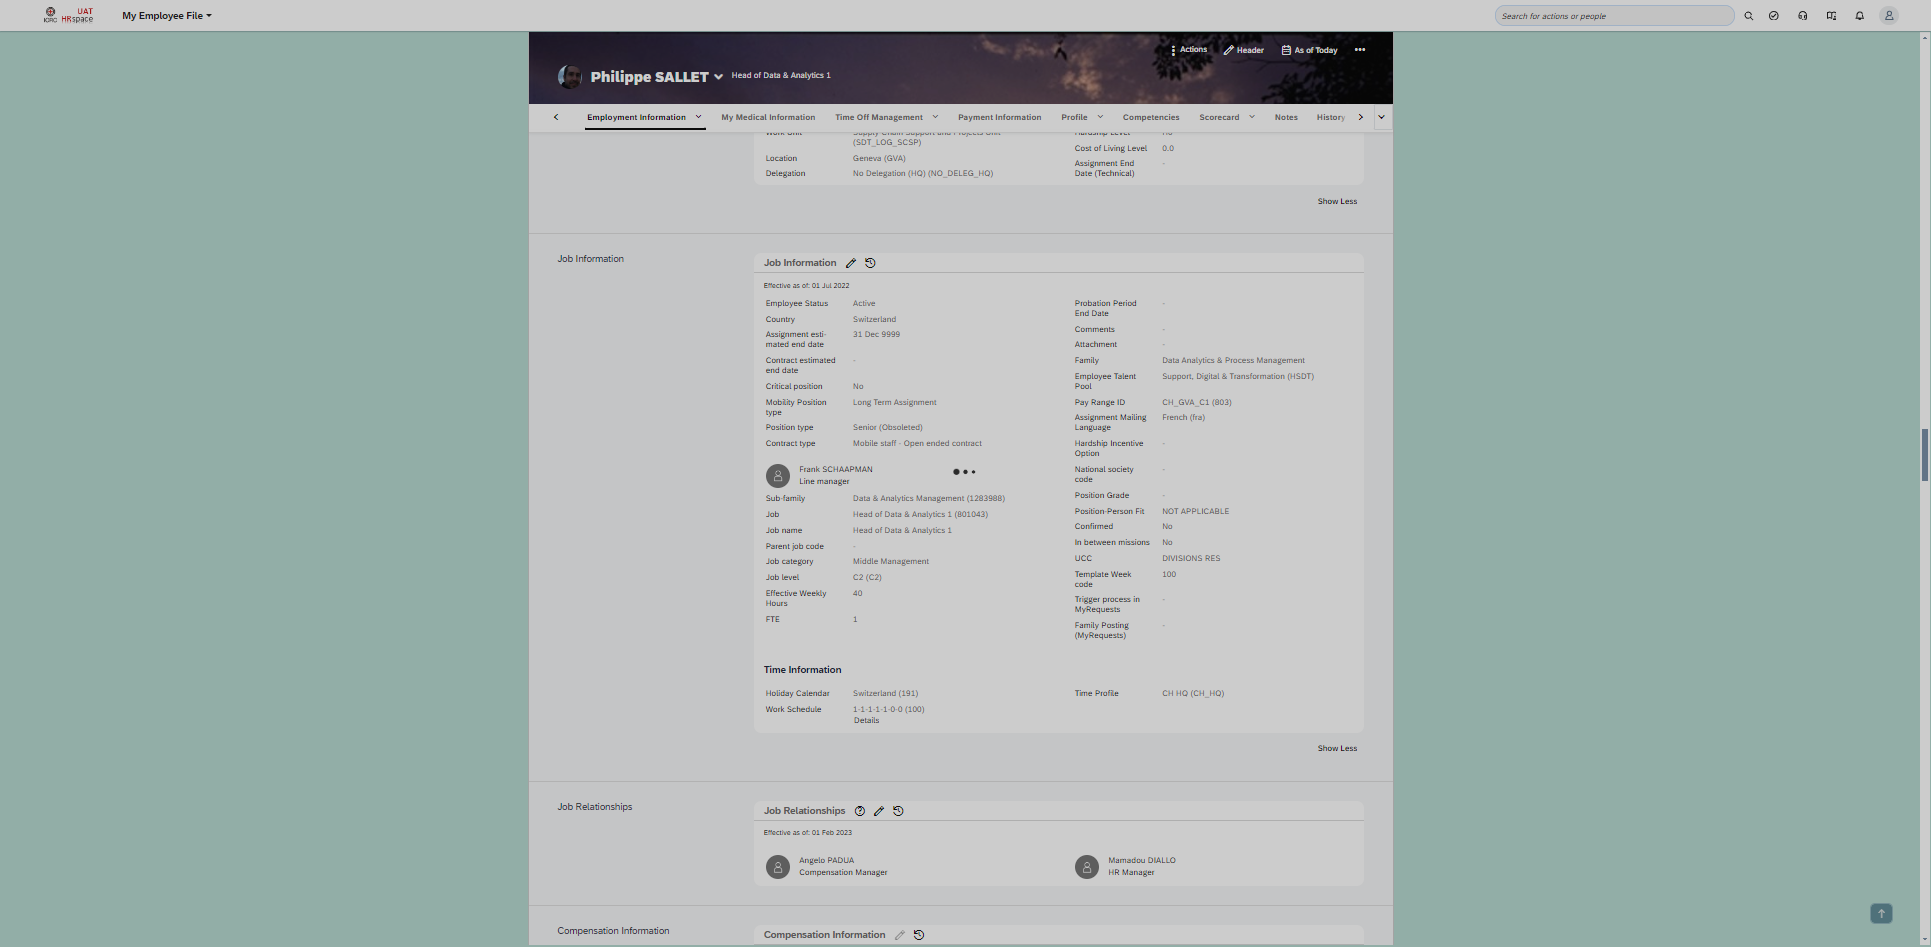 ICRC
UAT
HRspace
My Employee File
Search for actions or people
Actions
Header
As of Today
Philippe SALLET
Head of Data & Analytics 1
Employment Information
My Medical Information
Time Off Management
Payment Information
Profile
Competencies
Scorecard
Notes
History
Work Unit
Supply Chain Support and Projects Unit
(SDT_LOG_SCSP)
Location
Geneva (GVA)
Delegation
No Delegation (HQ) (NO_DELEG_HQ)
Hardship Level
no
Cost of Living Level
0.0
Assignment End
Date (Technical)
-
Show Less
Job Information
Job Information
Effective as of: 01 Jul 2022
Employee Status
Active
Country
Switzerland
Assignment esti-
mated end date
31 Dec 9999
Contract estimated
end date
-
Critical position
No
Mobility Position
type
Long Term Assignment
Position type
Senior (Obsoleted)
Contract type
Mobile staff - Open ended contract
Frank SCHAAPMAN
Line manager
Sub-family
Data & Analytics Management (1283988)
Job
Head of Data & Analytics 1 (801043)
Job name
Head of Data & Analytics 1
Parent job code
-
Job category
Middle Management
Job level
C2 (C2)
Effective Weekly
Hours
40
FTE
1
Probation Period
End Date
-
Comments
-
Attachment
-
Family
Data Analytics & Process Management
Employee Talent
Pool
Support, Digital & Transformation (HSDT)
Pay Range ID
CH_GVA_C1 (803)
Assignment Mailing
Language
French (fra)
Hardship Incentive
Option
-
National society
code
-
Position Grade
-
Position-Person Fit
NOT APPLICABLE
Confirmed
No
In between missions
No
UCC
DIVISIONS RES
Template Week
code
100
Trigger process in
MyRequests
-
Family Posting
(MyRequests)
-
Time Information
Holiday Calendar
Switzerland (191)
Work Schedule
1-1-1-1-1-0-0 (100)
Details
Time Profile
CH HQ (CH_HQ)
Show Less
Job Relationships
Job Relationships
Effective as of: 01 Feb 2023
Angelo PADUA
Compensation Manager
Mamadou DIALLO
HR Manager
Compensation Information
Compensation Information